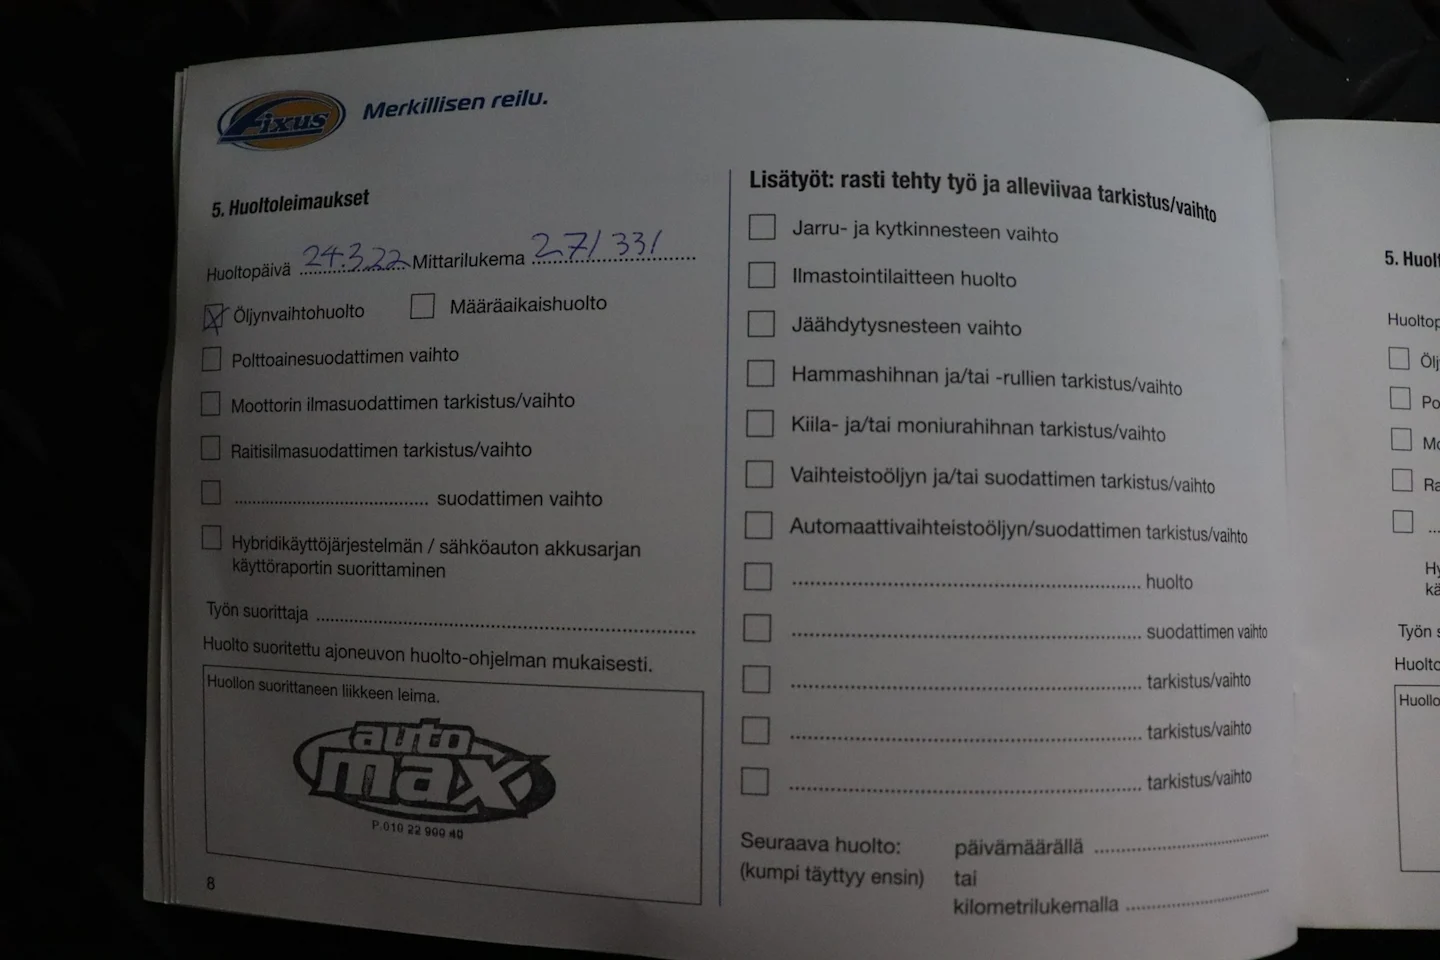 Fixus Merkillisen reilu.
5. Huoltoleimaukset
Huoltopäivä 24.3.22 Mittarilukema 271 331
Öljynvaihtohuolto Määräaikaishuolto
Polttoainesuodattimen vaihto
Moottorin ilmasuodattimen tarkistus/vaihto
Raitisilmasuodattimen tarkistus/vaihto
suodattimen vaihto
Hybridikäyttöjärjestelmän / sähköauton akkusarjan
käyttöraportin suorittaminen
Työn suorittaja
Huolto suoritettu ajoneuvon huolto-ohjelman mukaisesti.
Huollon suorittaneen liikkeen leima.
auto
max
P.010 22 900 40
8
Lisätyöt: rasti tehty työ ja alleviivaa tarkistus/vaihto
Jarru- ja kytkinnesteen vaihto
Ilmastointilaitteen huolto
Jäähdytysnesteen vaihto
Hammashihnan ja/tai -rullien tarkistus/vaihto
Kiila- ja/tai moniurahihnan tarkistus/vaihto
Vaihteistoöljyn ja/tai suodattimen tarkistus/vaihto
Automaattivaihteistoöljyn/suodattimen tarkistus/vaihto
huolto
suodattimen vaihto
tarkistus/vaihto
tarkistus/vaihto
tarkistus/vaihto
Seuraava huolto: päivämäärällä
(kumpi täyttyy ensin) tai
kilometrilukemalla
5. Huolt
Huoltop
Ölj
Po
Mo
Ra
Hy
kä
Työn s
Huolto
Huollo